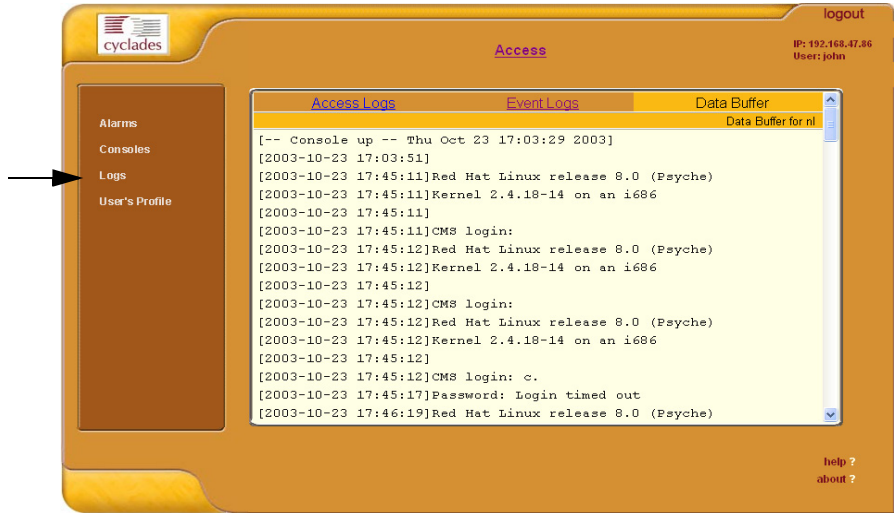 logout
cyclades
Access
IP: 192.168.47.86
User: john
Alarms
Consoles
Logs
User's Profile
Access Logs Event Logs Data Buffer
Data Buffer for nl
[-- Console up -- Thu Oct 23 17:03:29 2003]
[2003-10-23 17:03:51]
[2003-10-23 17:45:11]Red Hat Linux release 8.0 (Psyche)
[2003-10-23 17:45:11]Kernel 2.4.18-14 on an i686
[2003-10-23 17:45:11]
[2003-10-23 17:45:11]CMS login:
[2003-10-23 17:45:12]Red Hat Linux release 8.0 (Psyche)
[2003-10-23 17:45:12]Kernel 2.4.18-14 on an i686
[2003-10-23 17:45:12]
[2003-10-23 17:45:12]CMS login:
[2003-10-23 17:45:12]Red Hat Linux release 8.0 (Psyche)
[2003-10-23 17:45:12]Kernel 2.4.18-14 on an i686
[2003-10-23 17:45:12]
[2003-10-23 17:45:12]CMS login: c.
[2003-10-23 17:45:17]Password: Login timed out
[2003-10-23 17:46:19]Red Hat Linux release 8.0 (Psyche)
help ?
about ?